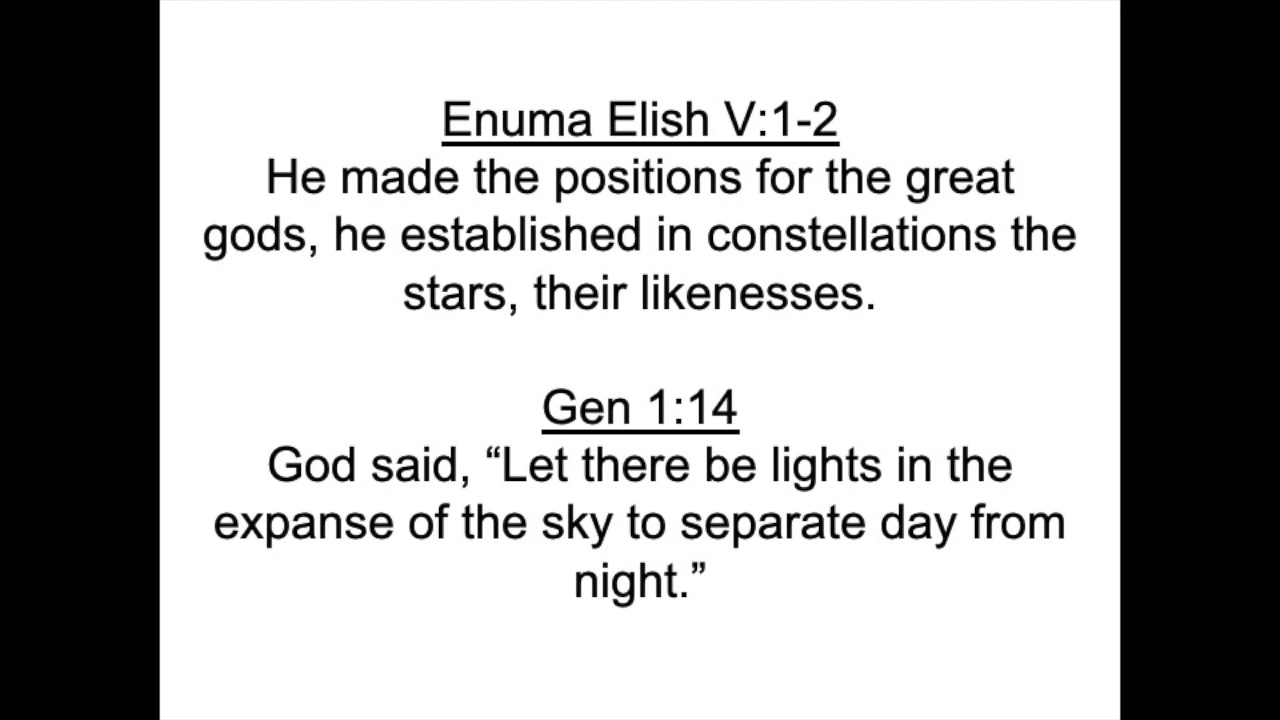 Enuma Elish V:1-2
He made the positions for the great
gods, he established in constellations the
stars, their likenesses.
Gen 1:14
God said, “Let there be lights in the
expanse of the sky to separate day from
night.”